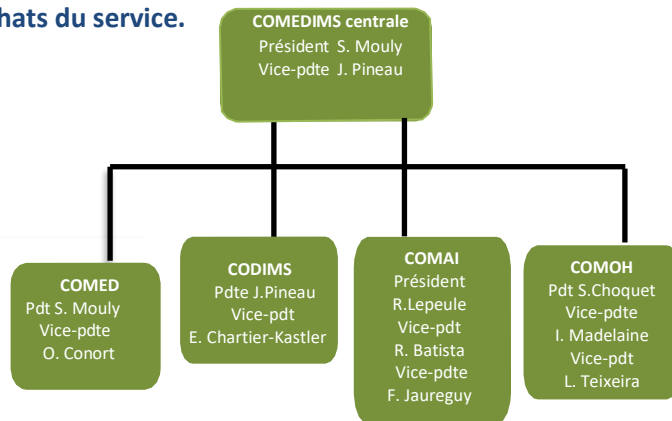 hats du service.
COMEDIMS centrale
Président S. Mouly
Vice-pdte J. Pineau
COMED
Pdt S. Mouly
Vice-pdte
O. Conort
CODIMS
Pdte J.Pineau
Vice-pdt
E. Chartier-Kastler
COMAI
Président
R.Lepeule
Vice-pdt
R. Batista
Vice-pdte
F. Jaureguy
COMOH
Pdt S.Choquet
Vice-pdte
I. Madelaine
Vice-pdt
L. Teixeira